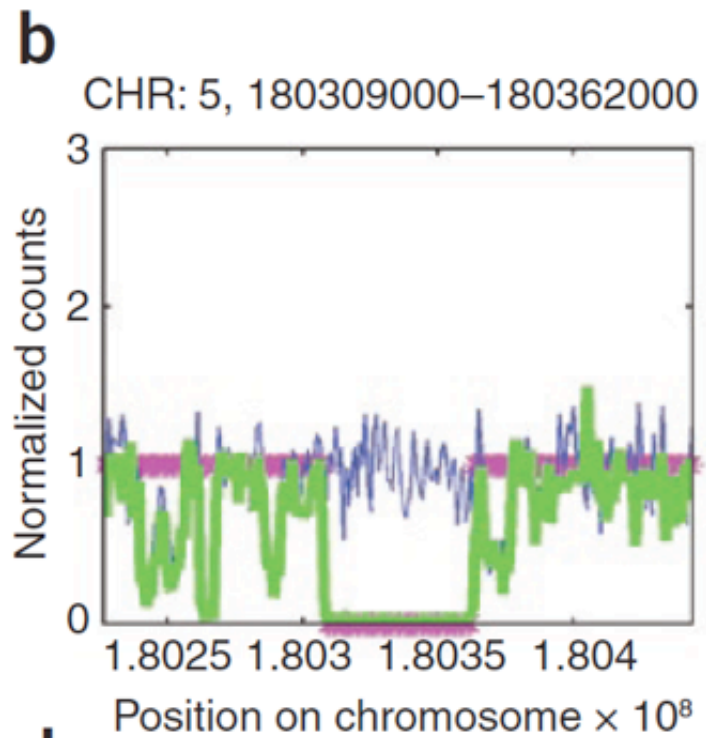 b
CHR: 5, 180309000–180362000
3
2
1
0
Normalized counts
1.8025 1.803 1.8035 1.804
Position on chromosome × 10⁸